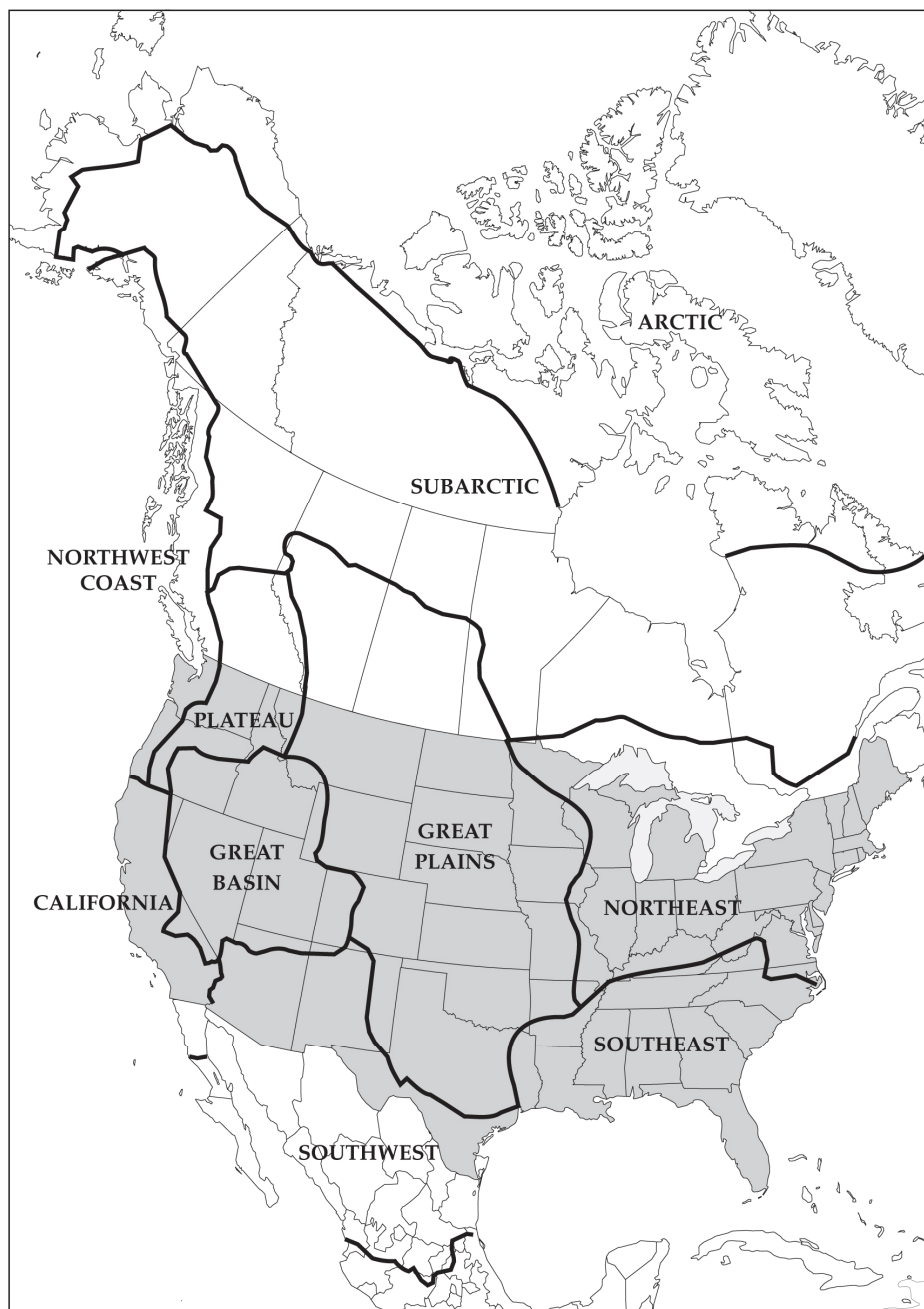 ARCTIC
SUBARCTIC
NORTHWEST
COAST
PLATEAU
GREAT
PLAINS
GREAT
BASIN
CALIFORNIA
NORTHEAST
SOUTHEAST
SOUTHWEST